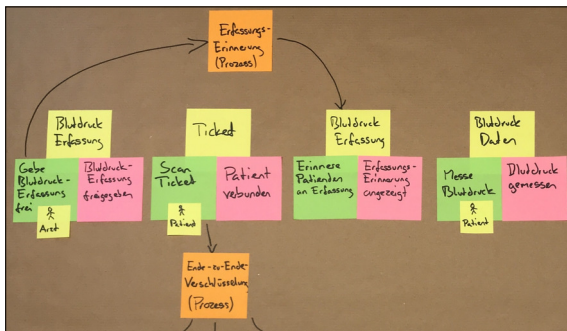 Erfassungs-
Erinnerung
(Prozess)
Blutdruck
Erfassung
Gebe
Blutdruck-
Erfassung
frei
Arzt
Blutdruck-
Erfassung
freigegeben
Ticket
Scan
Ticket
Patient
Patient
verbunden
Blutdruck
Erfassung
Erinnere
Patienten
an Erfassung
Erfassungs-
Erinnerung
angezeigt
Blutdruck
Daten
Messe
Blutdruck
Patient
Blutdruck
gemessen
Ende-zu-Ende-
Verschlüsselung
(Prozess)